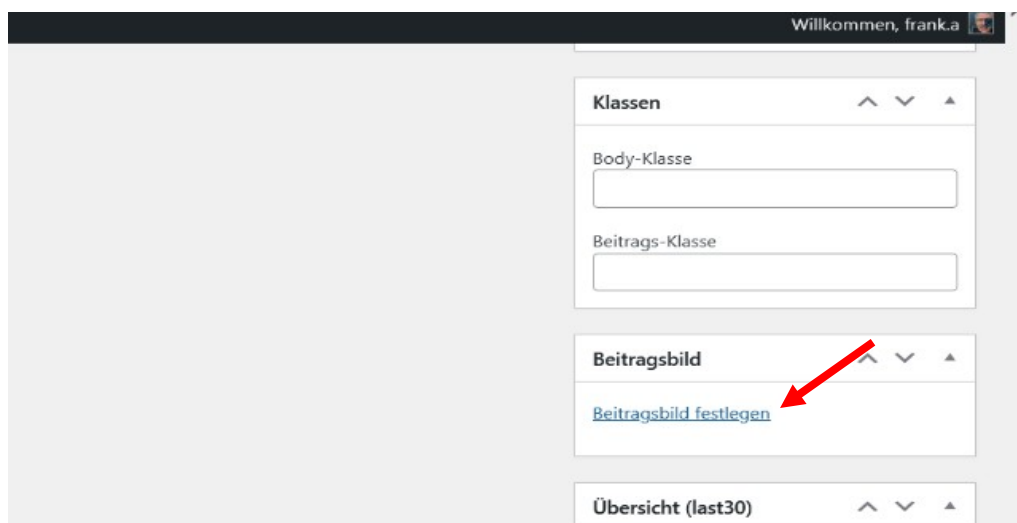 Willkommen, frank.a
Klassen
Body-Klasse
Beitrags-Klasse
Beitragsbild
Beitragsbild festlegen
Übersicht (last30)